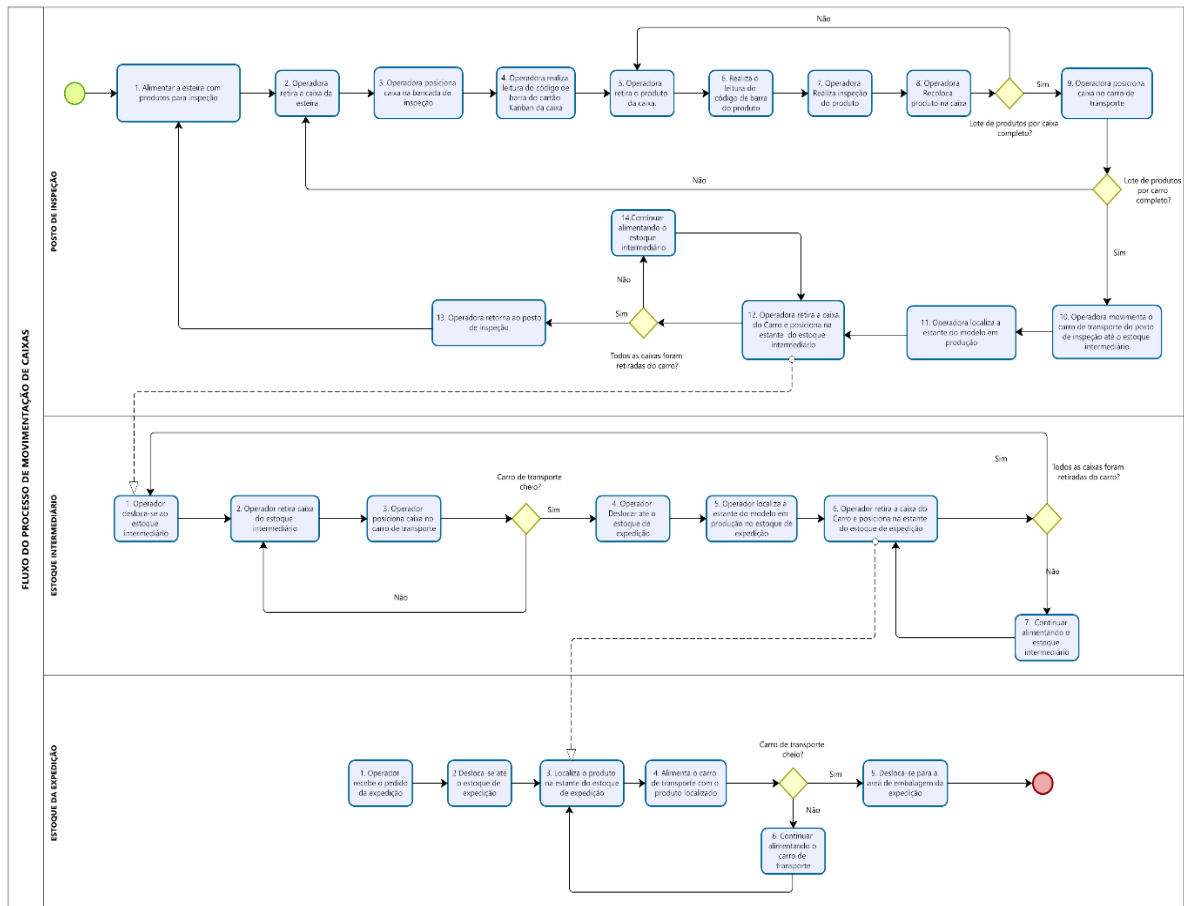 FLUXO DO PROCESSO DE MOVIMENTAÇÃO DE CAIXAS
POSTO DE INSPEÇÃO
Não
1. Alimentar a esteira com
produtos para inspeção
2. Operadora
retira a caixa da
esteira
3. Operadora posiciona
caixa na bancada de
inspeção
4. Operadora realiza
leitura do código de
barra do cartão
Kanban da caixa
5. Operadora
retira o produto
da caixa.
6. Realiza o
leitura do
código de barra
do produto
7. Operadora
Realiza inspeção
do produto
8. Operadora
Recoloca
produto na caixa
Sim
9. Operadora posiciona
caixa no carro de
transporte
Lote de produtos por caixa
completo?
Não
Lote de produtos
por carro
completo?
14.Continuar
alimentando o
estoque
intermediário
Sim
Não
13. Operadora retorna ao posto
de inspeção
Sim
12. Operadora retira a caixa
do Carro e posiciona na
estante do estoque
intermediário
11. Operadora localiza a
estante do modelo em
produção
10. Operadora movimenta o
carro de transporte do posto
de inspeção até o estoque
intermediário
Todos as caixas foram
retiradas do carro?
ESTOQUE INTERMEDIÁRIO
Sim
Todos as caixas foram
retiradas do carro?
Carro de transporte
cheio?
1. Operador
desloca-se ao
estoque
intermediário
2. Operador retira caixa
do estoque
intermediário
3. Operador
posiciona caixa no
carro de transporte
Sim
4. Operador
Deslocar até o
estoque de
expedição
5. Operador localiza a
estante do modelo em
produção no estoque de
expedição
6. Operador retira a caixa do
Carro e posiciona na estante
do estoque de expedição
Não
Não
7. Continuar
alimentando o
estoque
intermediário
ESTOQUE DA EXPEDIÇÃO
Carro de transporte
cheio?
1. Operador
recebe o pedido
da expedição
2 Desloca-se até
o estoque de
expedição
3. Localiza o produto
na estante do estoque
de expedição
4. Alimenta o carro
de transporte com o
produto localizado
Sim
5. Desloca-se para a
area de embalagem da
expedição
Não
6. Continuar
alimentando o
carro de
transporte